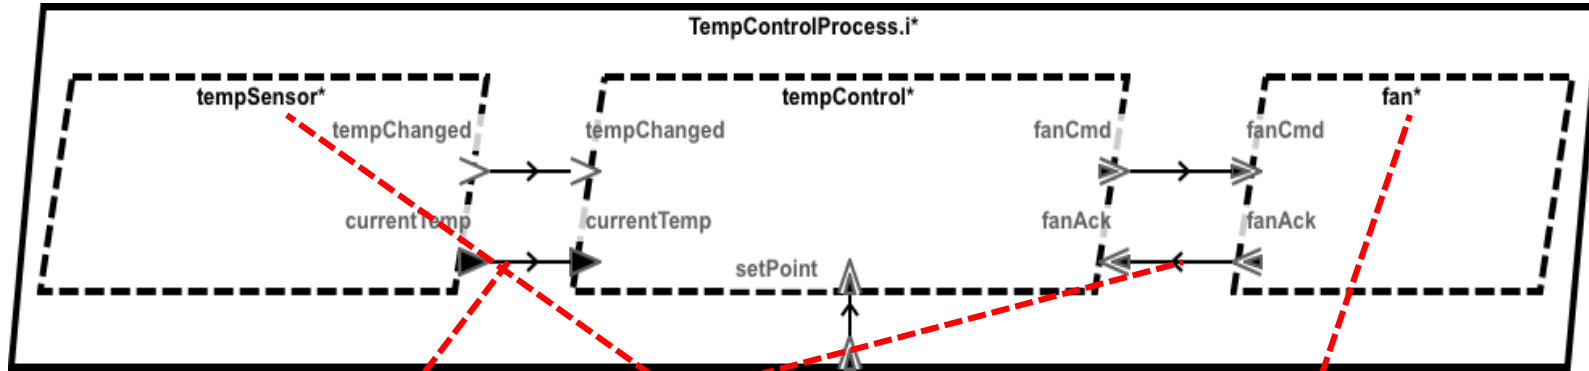 TempControlProcess.i*
tempSensor*
tempControl*
fan*
tempChanged
tempChanged
fanCmd
fanCmd
currentTemp
currentTemp
fanAck
fanAck
setPoint